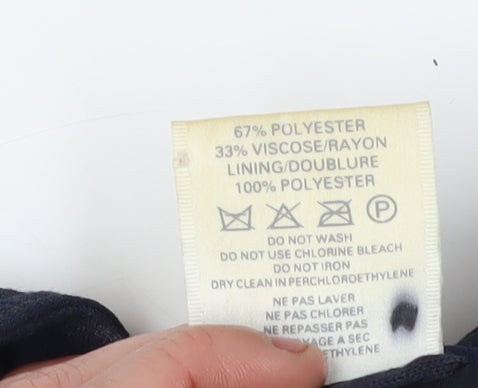 67% POLYESTER
33% VISCOSE/RAYON
LINING/DOUBLURE
100% POLYESTER
P
DO NOT WASH
DO NOT USE CHLORINE BLEACH
DO NOT IRON
DRY CLEAN IN PERCHLOROETHYLENE
NE PAS LAVER
NE PAS CHLORER
NE REPASSER PAS
A SEC